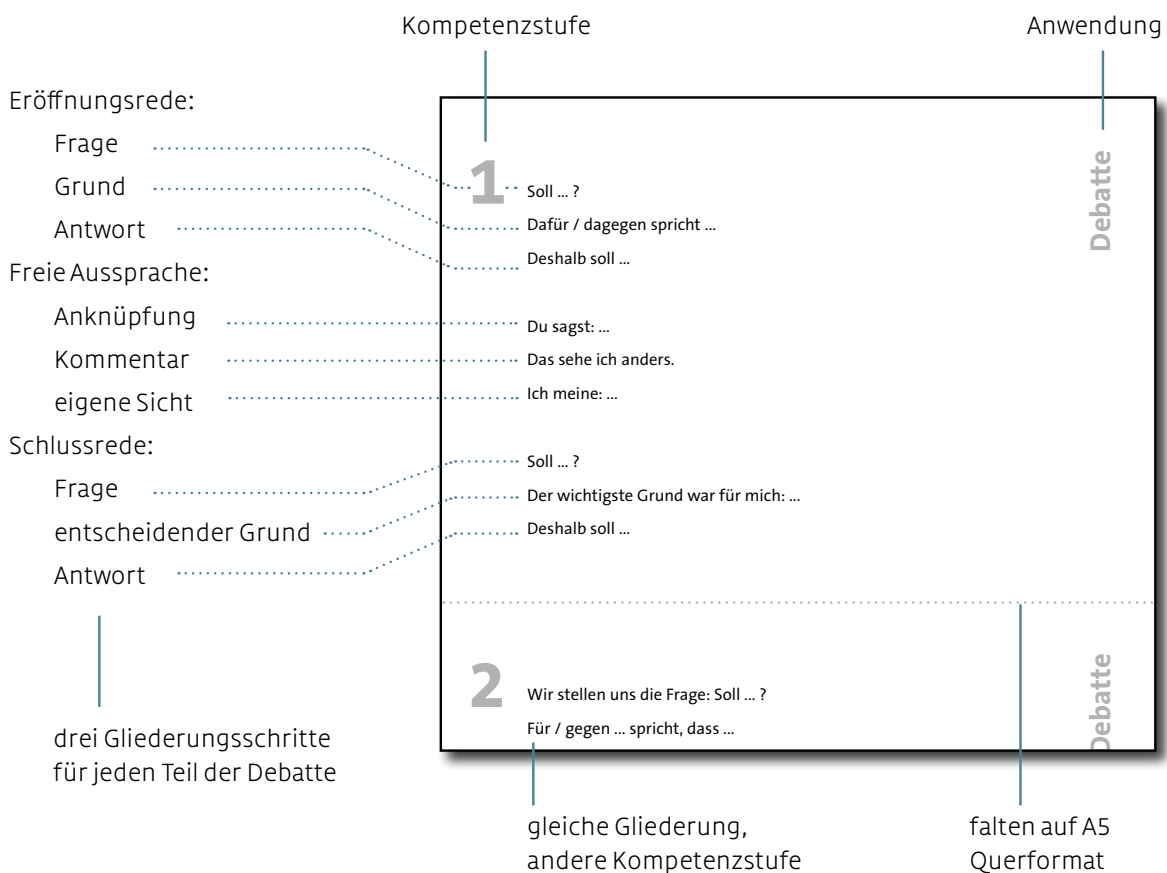 Kompetenzstufe
Anwendung
Eröffnungsrede:
Frage
Grund
Antwort
Freie Aussprache:
Anknüpfung
Kommentar
eigene Sicht
Schlussrede:
Frage
entscheidender Grund
Antwort
drei Gliederungsschritte
für jeden Teil der Debatte
1
Soll ... ?
Dafür / dagegen spricht ...
Deshalb soll ...
Du sagst: ...
Das sehe ich anders.
Ich meine: ...
Soll ... ?
Der wichtigste Grund war für mich: ...
Deshalb soll ...
Debatte
2
Wir stellen uns die Frage: Soll ... ?
Für / gegen ... spricht, dass ...
Debatte
gleiche Gliederung,
andere Kompetenzstufe
falten auf A5
Querformat